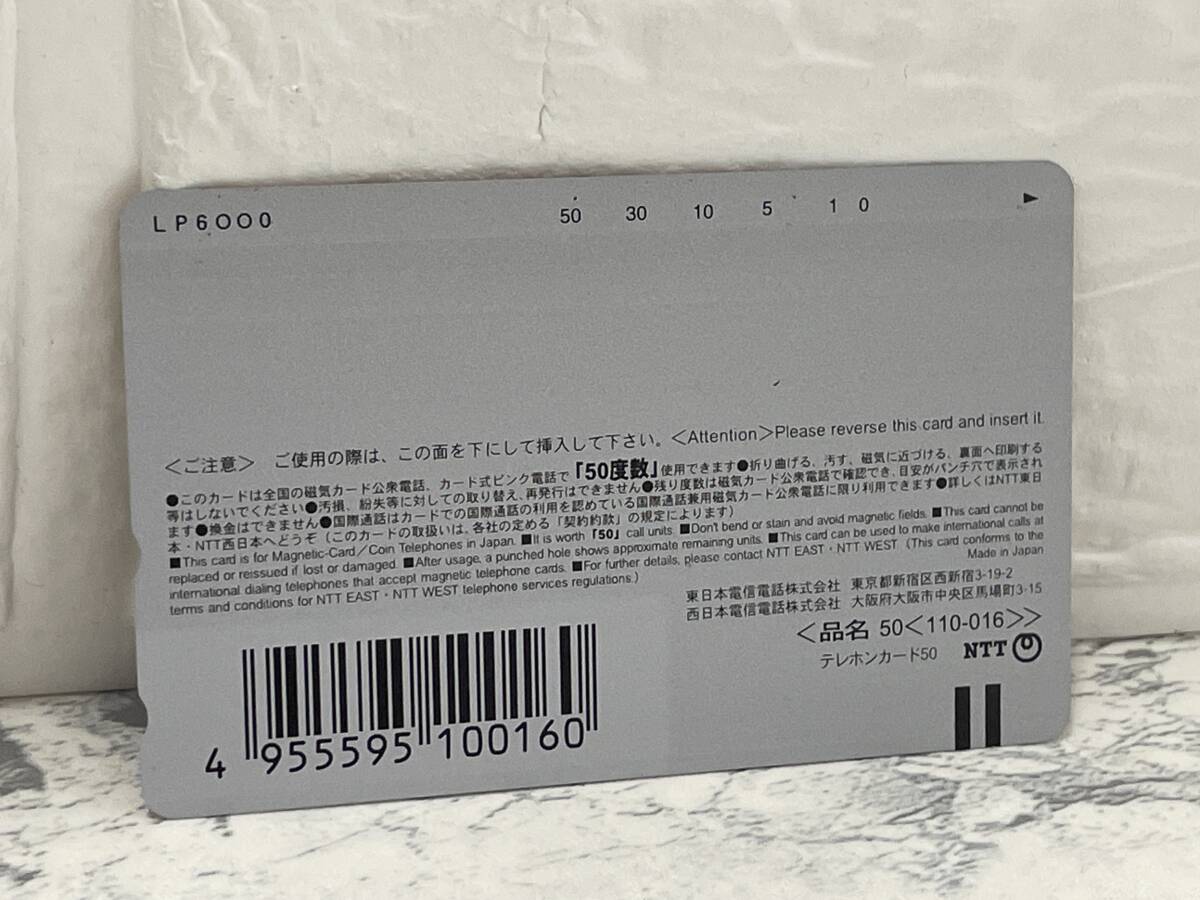 LP6000 50 30 10 5 1 0 ▶
＜ご注意＞ ご使用の際は、この面を下にして挿入して下さい。＜Attention＞Please reverse this card and insert it.
●このカードは全国の磁気カード公衆電話、カード式ピンク電話で「50度数」使用できます●折り曲げる、汚す、磁気に近づける、裏面へ印刷する
等はしないでください●汚損、紛失等に対しての取り替え、再発行はできません●残り度数は磁気カード公衆電話で確認でき、目安がパンチ穴で表示され
ます●換金はできません●国際通話はカードでの国際通話の利用を認めている国際通話兼用磁気カード公衆電話に限り利用できます●詳しくはNTT東日
本・NTT西日本へどうぞ（このカードの取扱いは、各社の定める「契約約款」の規定によります）
■This card is for Magnetic-Card／Coin Telephones in Japan. ■It is worth「50」call units. ■Don't bend or stain and avoid magnetic fields. ■This card cannot be
replaced or reissued if lost or damaged. ■After usage, a punched hole shows approximate remaining units. ■This card can be used to make international calls at
international dialing telephones that accept magnetic telephone cards. ■For further details, please contact NTT EAST・NTT WEST (This card conforms to the
terms and conditions for NTT EAST・NTT WEST telephone services regulations.) Made in Japan
東日本電信電話株式会社 東京都新宿区西新宿3-19-2
西日本電信電話株式会社 大阪府大阪市中央区馬場町3-15
＜品名 50＜110-016＞＞
テレホンカード50 NTT
4 955595 100160